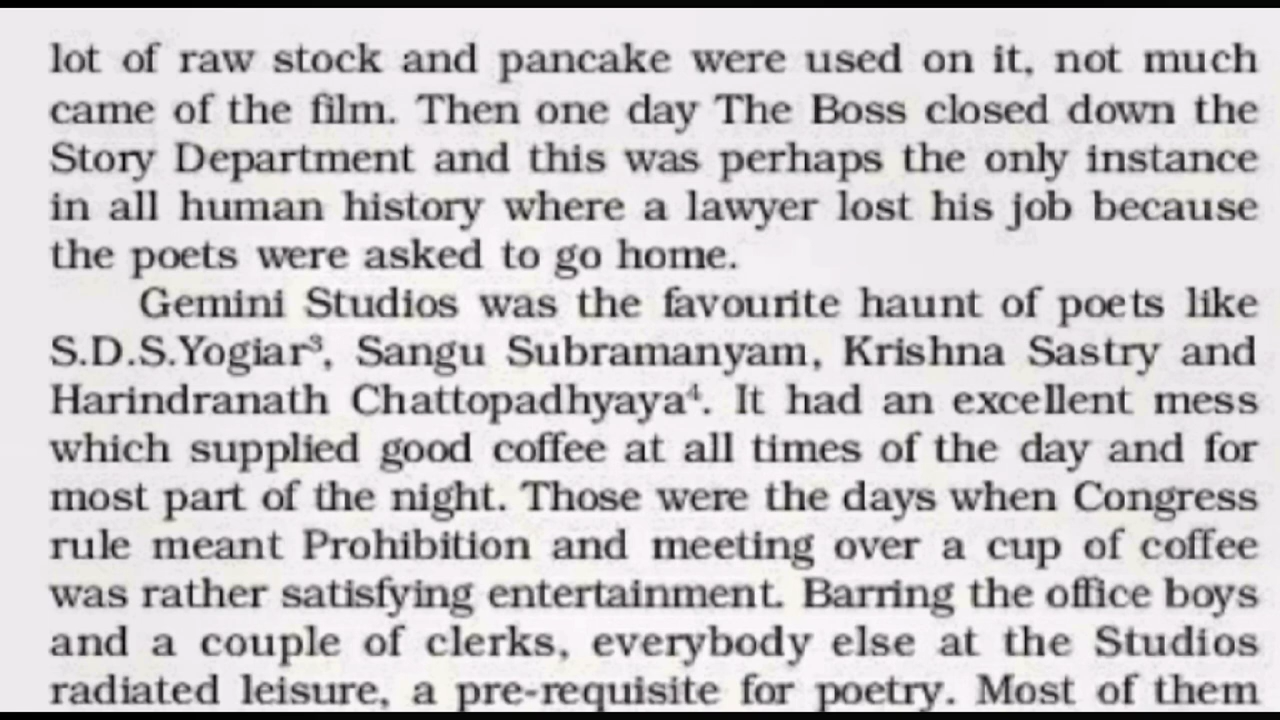 lot of raw stock and pancake were used on it, not much
came of the film. Then one day The Boss closed down the
Story Department and this was perhaps the only instance
in all human history where a lawyer lost his job because
the poets were asked to go home.
Gemini Studios was the favourite haunt of poets like
S.D.S.Yogiar³, Sangu Subramanyam, Krishna Sastry and
Harindranath Chattopadhyaya⁴. It had an excellent mess
which supplied good coffee at all times of the day and for
most part of the night. Those were the days when Congress
rule meant Prohibition and meeting over a cup of coffee
was rather satisfying entertainment. Barring the office boys
and a couple of clerks, everybody else at the Studios
radiated leisure, a pre-requisite for poetry. Most of them